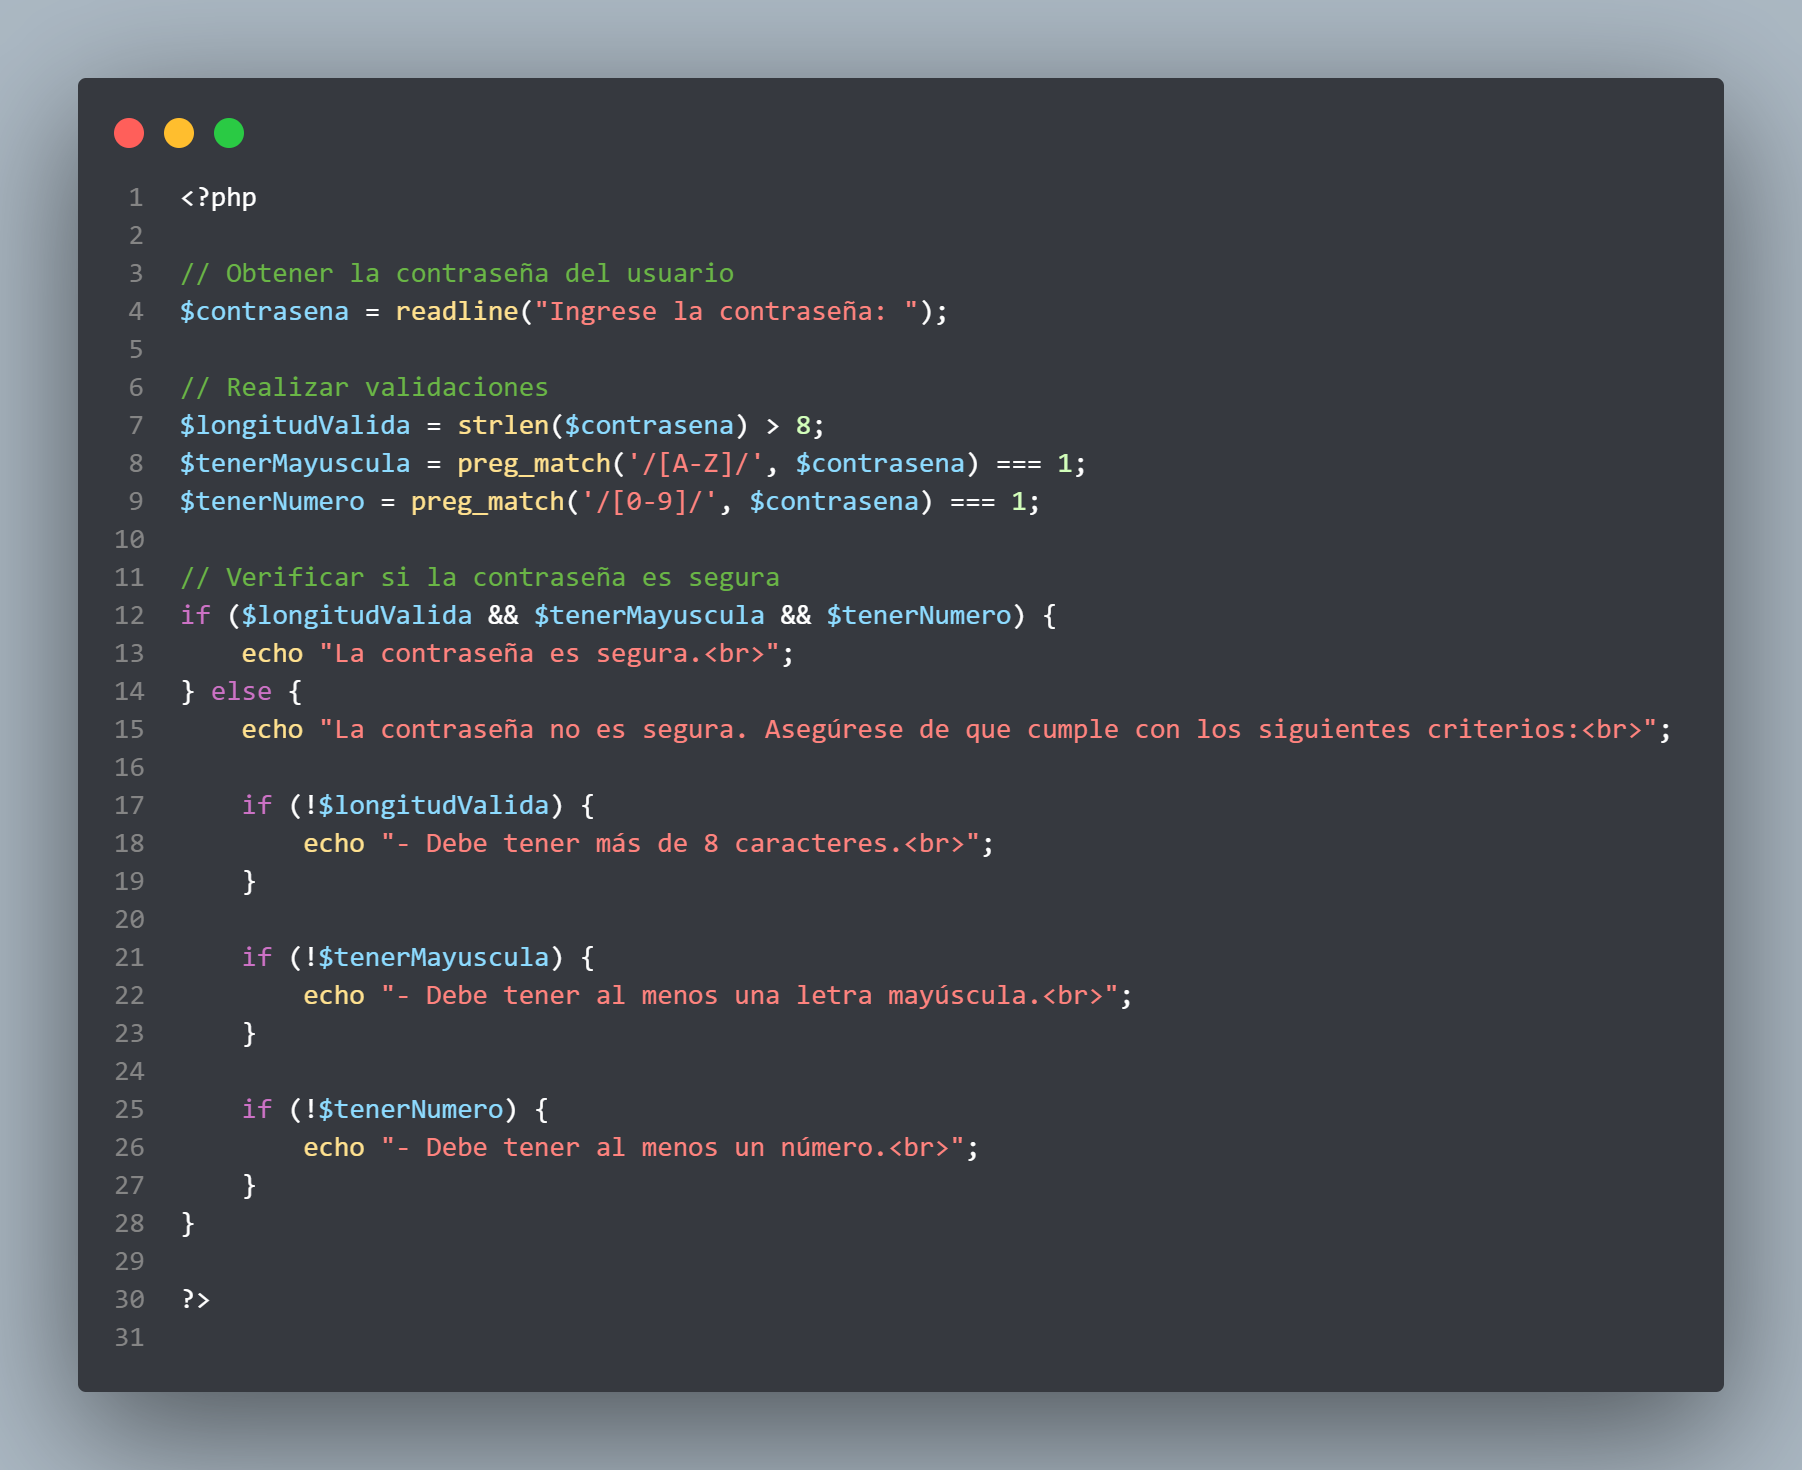 1 <?php
2
3 // Obtener la contraseña del usuario
4 $contrasena = readline("Ingrese la contraseña: ");
5
6 // Realizar validaciones
7 $longitudValida = strlen($contrasena) > 8;
8 $tenerMayuscula = preg_match('/[A-Z]/', $contrasena) === 1;
9 $tenerNumero = preg_match('/[0-9]/', $contrasena) === 1;
10
11 // Verificar si la contraseña es segura
12 if ($longitudValida && $tenerMayuscula && $tenerNumero) {
13     echo "La contraseña es segura.<br>";
14 } else {
15     echo "La contraseña no es segura. Asegúrese de que cumple con los siguientes criterios:<br>";
16
17     if (!$longitudValida) {
18         echo "- Debe tener más de 8 caracteres.<br>";
19     }
20
21     if (!$tenerMayuscula) {
22         echo "- Debe tener al menos una letra mayúscula.<br>";
23     }
24
25     if (!$tenerNumero) {
26         echo "- Debe tener al menos un número.<br>";
27     }
28 }
29
30 ?>
31